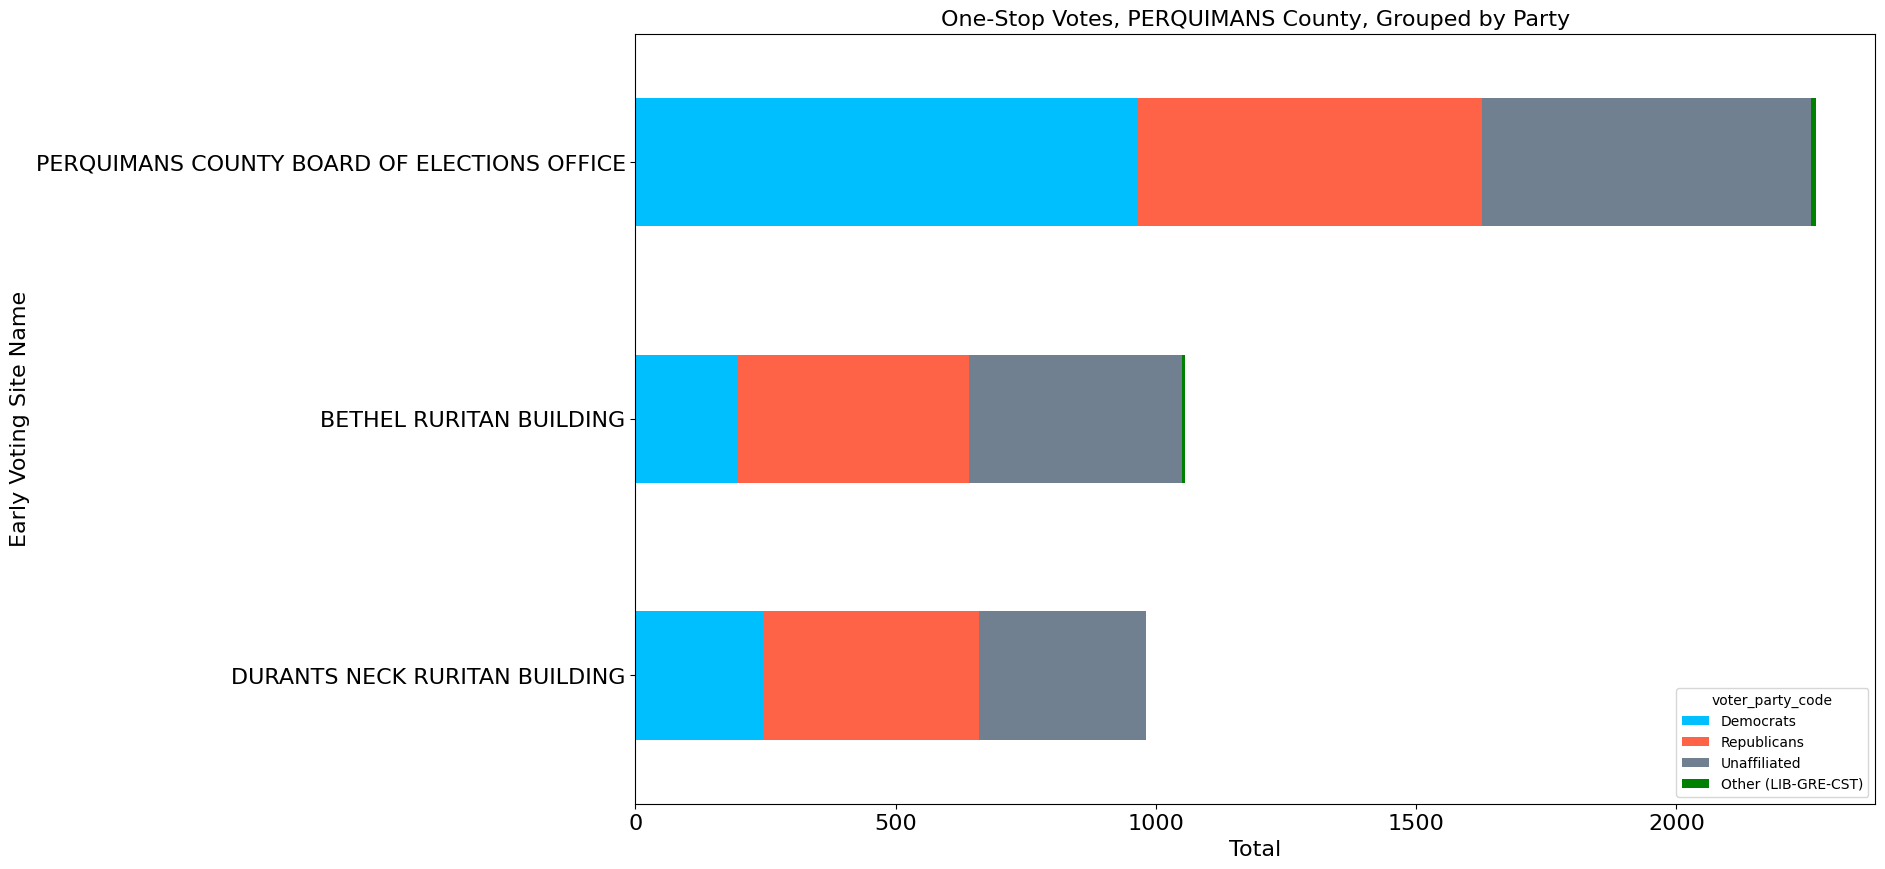 One-Stop Votes, PERQUIMANS County, Grouped by Party
Early Voting Site Name
PERQUIMANS COUNTY BOARD OF ELECTIONS OFFICE
BETHEL RURITAN BUILDING
DURANTS NECK RURITAN BUILDING
voter_party_code
Democrats
Republicans
Unaffiliated
Other (LIB-GRE-CST)
0 500 1000 1500 2000
Total